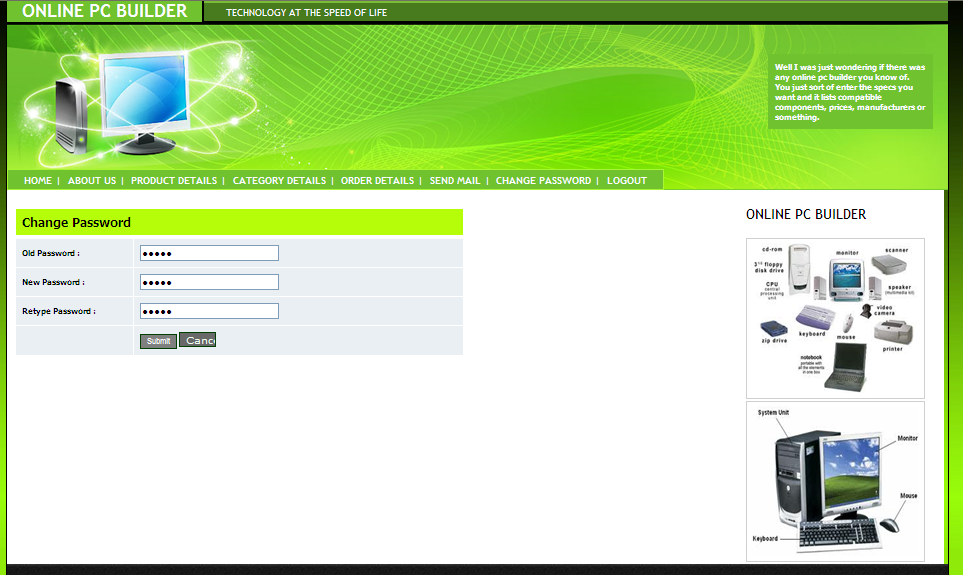 ONLINE PC BUILDER
TECHNOLOGY AT THE SPEED OF LIFE
Well I was just wondering if there was
any online pc builder you know of.
You just sort of enter the specs you
want and it lists compatible
components, prices, manufacturers or
something.
HOME | ABOUT US | PRODUCT DETAILS | CATEGORY DETAILS | ORDER DETAILS | SEND MAIL | CHANGE PASSWORD | LOGOUT
Change Password
Old Password : •••••
New Password : •••••
Retype Password : •••••
Submit Canc
ONLINE PC BUILDER
cd-rom
monitor
scanner
3½ floppy
disk drive
CPU
central
processing
unit
speaker
(multimedia kit)
video
camera
zip drive
keyboard
mouse
printer
notebook
portable with
all the elements
in one box
System Unit
Monitor
Mouse
Keyboard